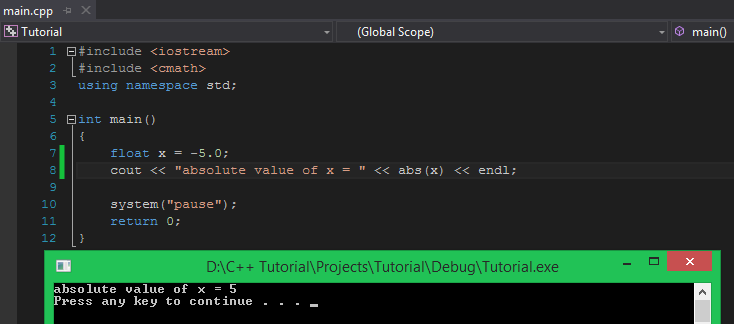 main.cpp
Tutorial (Global Scope) main()
1 #include <iostream>
2 #include <cmath>
3 using namespace std;
4
5 int main()
6 {
7 float x = -5.0;
8 cout << "absolute value of x = " << abs(x) << endl;
9
10 system("pause");
11 return 0;
12 }
D:\C++ Tutorial\Projects\Tutorial\Debug\Tutorial.exe
absolute value of x = 5
Press any key to continue . . . _